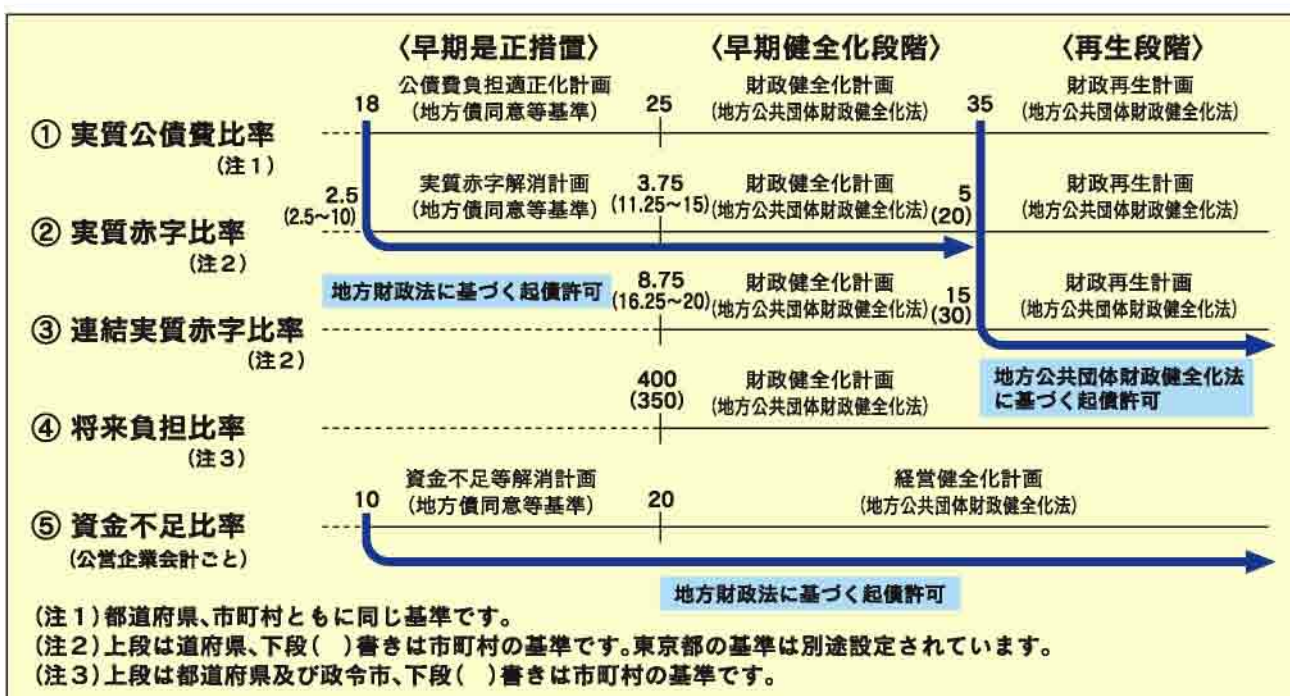 〈早期是正措置〉 〈早期健全化段階〉 〈再生段階〉
公債費負担適正化計画 財政健全化計画 財政再生計画
18 (地方債同意等基準) 25 (地方公共団体財政健全化法) 35 (地方公共団体財政健全化法)
① 実質公債費比率
(注1)
実質赤字解消計画 3.75 財政健全化計画 5 財政再生計画
2.5
(2.5~10) (地方債同意等基準) (11.25~15) (地方公共団体財政健全化法) (20) (地方公共団体財政健全化法)
② 実質赤字比率
(注2)
地方財政法に基づく起債許可
8.75 財政健全化計画 15 財政再生計画
(16.25~20) (地方公共団体財政健全化法) (30) (地方公共団体財政健全化法)
③ 連結実質赤字比率
(注2)
地方公共団体財政健全化法
に基づく起債許可
400 財政健全化計画
(350) (地方公共団体財政健全化法)
④ 将来負担比率
(注3)
資金不足等解消計画 経営健全化計画
10 (地方債同意等基準) 20 (地方公共団体財政健全化法)
⑤ 資金不足比率
(公営企業会計ごと)
地方財政法に基づく起債許可
(注1)都道府県、市町村ともに同じ基準です。
(注2)上段は道府県、下段( )書きは市町村の基準です。東京都の基準は別途設定されています。
(注3)上段は都道府県及び政令市、下段( )書きは市町村の基準です。